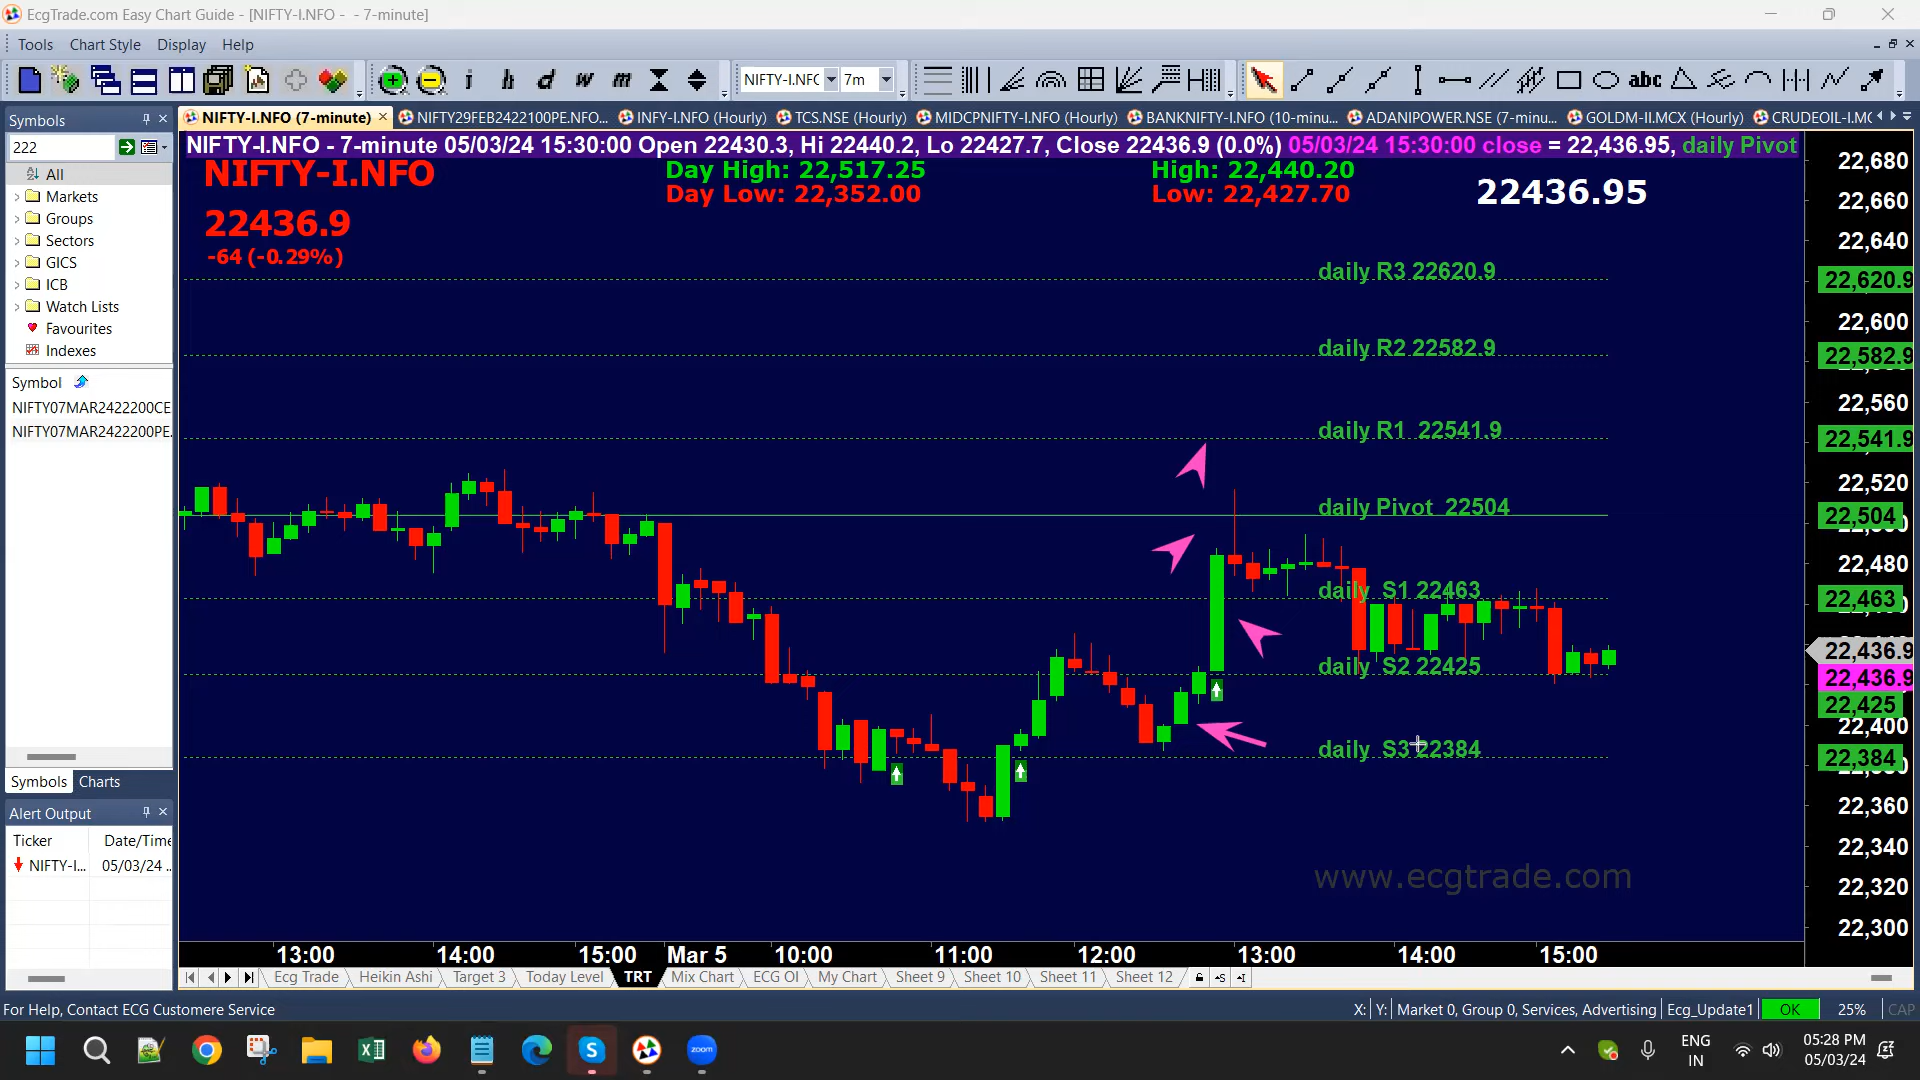 EcgTrade.com Easy Chart Guide - [NIFTY-I.NFO - - 7-minute]
Tools Chart Style Display Help
i h d w m NIFTY-I.NFC 7m abc
Symbols
NIFTY-I.NFO (7-minute) NIFTY29FEB2422100PE.NFO... INFY-I.NFO (Hourly) TCS.NSE (Hourly) MIDCPNIFTY-I.NFO (Hourly) BANKNIFTY-I.NFO (10-minu... ADANIPOWER.NSE (7-minu... GOLDM-II.MCX (Hourly) CRUDEOIL-I.MC
222
NIFTY-I.NFO - 7-minute 05/03/24 15:30:00 Open 22430.3, Hi 22440.2, Lo 22427.7, Close 22436.9 (0.0%) 05/03/24 15:30:00 close = 22,436.95, daily Pivot
All
Markets
Groups
Sectors
GICS
ICB
Watch Lists
Favourites
Indexes
Symbol
NIFTY07MAR2422200CE
NIFTY07MAR2422200PE.
Symbols Charts
Alert Output
Ticker Date/Time
NIFTY-I... 05/03/24 ..
NIFTY-I.NFO
22436.9
-64 (-0.29%)
Day High: 22,517.25
Day Low: 22,352.00
High: 22,440.20
Low: 22,427.70
22436.95
daily R3 22620.9
daily R2 22582.9
daily R1 22541.9
daily Pivot 22504
daily S1 22463
daily S2 22425
daily S3 22384
www.ecgtrade.com
22,680
22,660
22,640
22,620.9
22,600
22,582.9
22,560
22,541.9
22,520
22,504
22,480
22,463
22,436.9
22,436.9
22,425
22,400
22,384
22,360
22,340
22,320
22,300
13:00 14:00 15:00 Mar 5 10:00 11:00 12:00 13:00 14:00 15:00
Ecg Trade Heikin Ashi Target 3 Today Level TRT Mix Chart ECG OI My Chart Sheet 9 Sheet 10 Sheet 11 Sheet 12
For Help, Contact ECG Customere Service
X: Y: Market 0, Group 0, Services, Advertising Ecg_Update1 OK 25% CAP
zoom
ENG
IN
05:28 PM
05/03/24